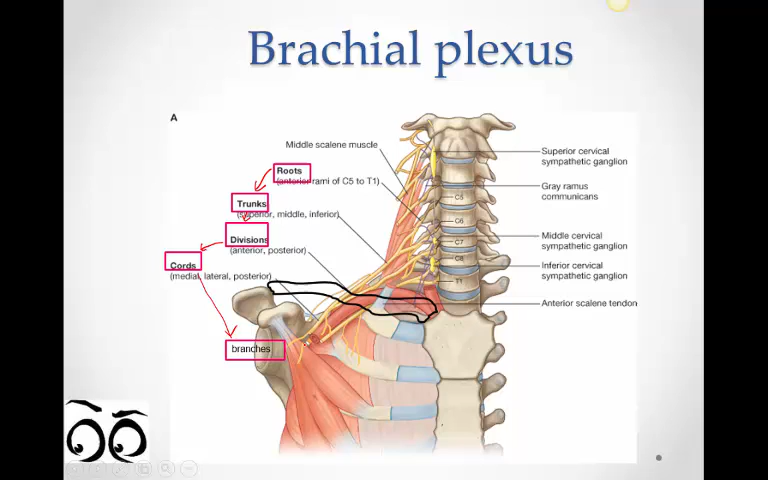 Brachial plexus
A
Middle scalene muscle
Roots
(anterior rami of C5 to T1)
Trunks
(superior, middle, inferior)
Divisions
(anterior, posterior)
Cords
(medial, lateral, posterior)
branches
C5
C6
C7
C8
T1
Superior cervical
sympathetic ganglion
Gray ramus
communicans
Middle cervical
sympathetic ganglion
Inferior cervical
sympathetic ganglion
Anterior scalene tendon